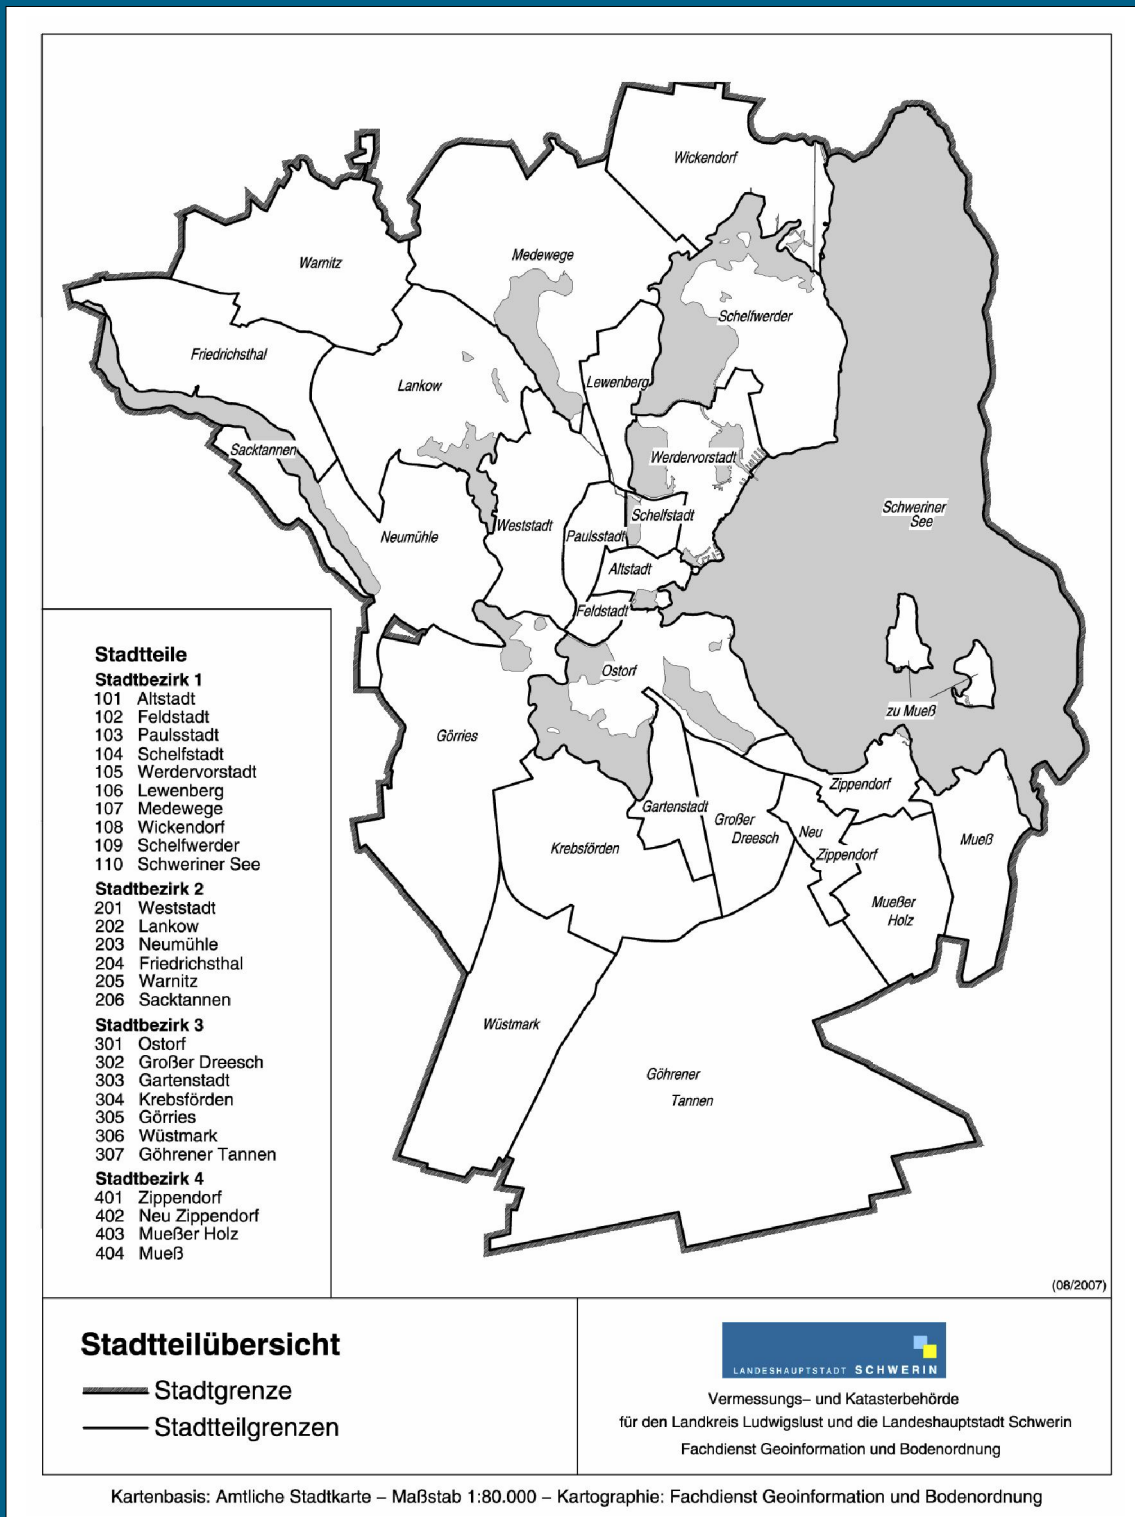 Wickendorf
Warnitz
Medewege
Schelfwerder
Friedrichsthal
Lankow
Lewenberg
Sacktannen
Werdervorstadt
Schweriner
See
Neumühle
Weststadt
Paulsstadt
Schelfstadt
Altstadt
Feldstadt
Ostorf
zu Mueß
Görries
Zippendorf
Gartenstadt
Großer
Dreesch
Neu
Zippendorf
Mueß
Krebsförden
Mueßer
Holz
Wüstmark
Göhrener
Tannen
Stadtteile
Stadtbezirk 1
101 Altstadt
102 Feldstadt
103 Paulsstadt
104 Schelfstadt
105 Werdervorstadt
106 Lewenberg
107 Medewege
108 Wickendorf
109 Schelfwerder
110 Schweriner See
Stadtbezirk 2
201 Weststadt
202 Lankow
203 Neumühle
204 Friedrichsthal
205 Warnitz
206 Sacktannen
Stadtbezirk 3
301 Ostorf
302 Großer Dreesch
303 Gartenstadt
304 Krebsförden
305 Görries
306 Wüstmark
307 Göhrener Tannen
Stadtbezirk 4
401 Zippendorf
402 Neu Zippendorf
403 Mueßer Holz
404 Mueß
(08/2007)
Stadtteilübersicht
Stadtgrenze
Stadtteilgrenzen
LANDESHAUPTSTADT SCHWERIN
Vermessungs– und Katasterbehörde
für den Landkreis Ludwigslust und die Landeshauptstadt Schwerin
Fachdienst Geoinformation und Bodenordnung
Kartenbasis: Amtliche Stadtkarte – Maßstab 1:80.000 – Kartographie: Fachdienst Geoinformation und Bodenordnung